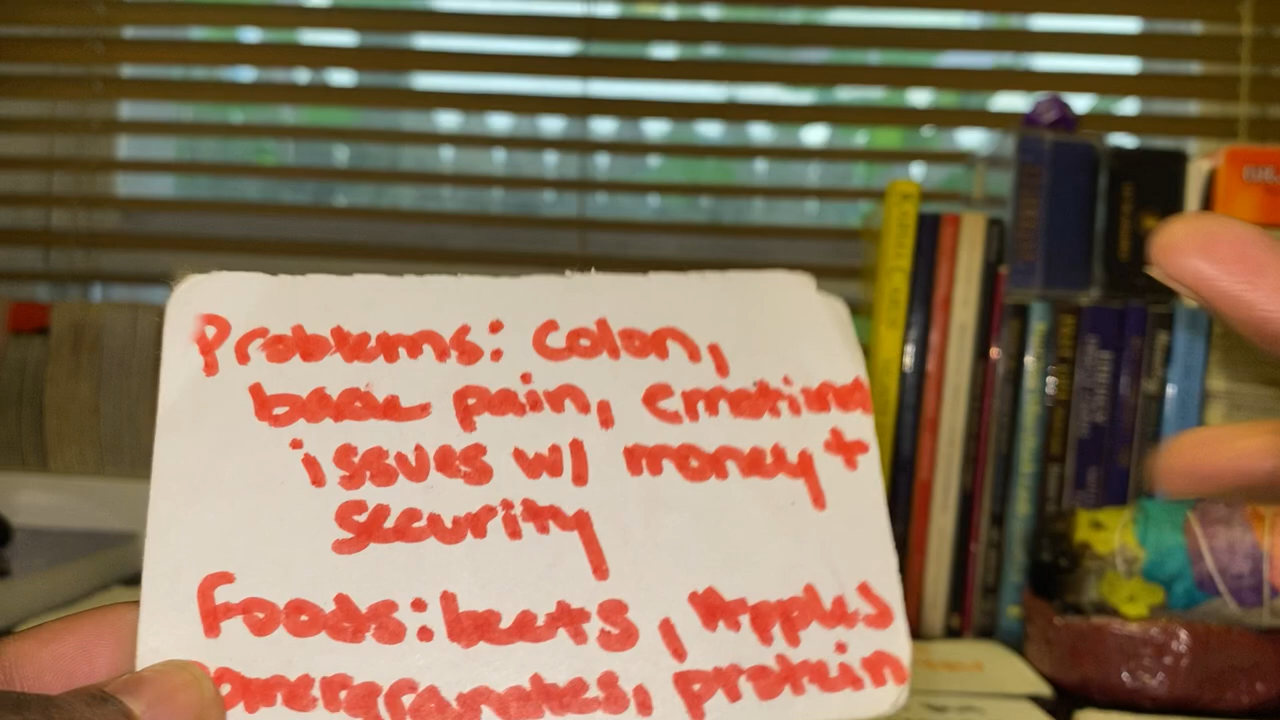 Problems: Colon,
back pain, emotional
issues w/ money +
security
Foods: beets, Apples
pomegranates, protein